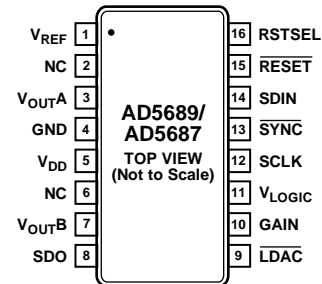 VREF 1
NC 2
VOUTA 3
GND 4
VDD 5
NC 6
VOUTB 7
SDO 8
AD5689/
AD5687
TOP VIEW
(Not to Scale)
16 RSTSEL
15 RESET
14 SDIN
13 SYNC
12 SCLK
11 VLOGIC
10 GAIN
9 LDAC